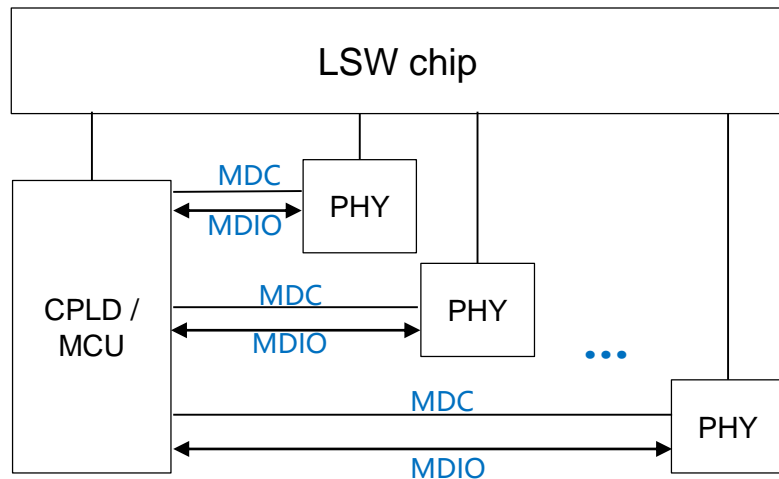 LSW chip
MDC
PHY
MDIO
MDC
PHY
MDIO
CPLD /
MCU
...
MDC
PHY
MDIO